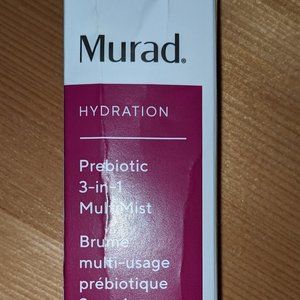 Murad.
HYDRATION
Prebiotic
3-in-1
MultiMist
Brume
multi-usage
prébiotique